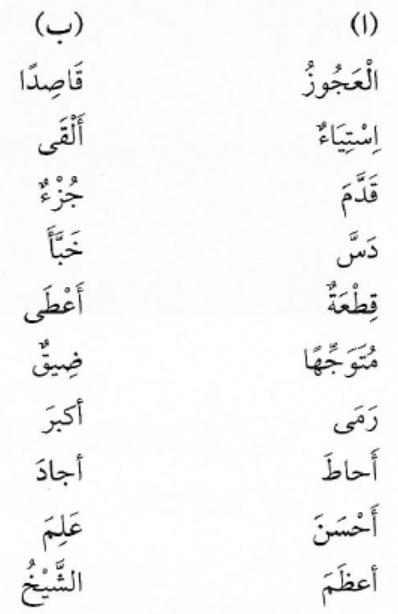 (ا) (ب)
الْعَجُوزُ قَاصِدًا
اِسْتِيَاءٌ أَلْقَى
قَدَّمَ جُزْءٌ
دَسَّ خَبَّأَ
قِطْعَةٌ أَعْطَى
مُتَوَجِّهًا ضِيقٌ
رَمَى أكبرَ
أَحاطَ أجادَ
أَحْسَنَ عَلِمَ
أعظَمَ الشَّيْخُ